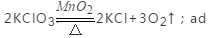 2KClO₃ MnO₂ / △ 2KCl+3O₂↑ ; ad